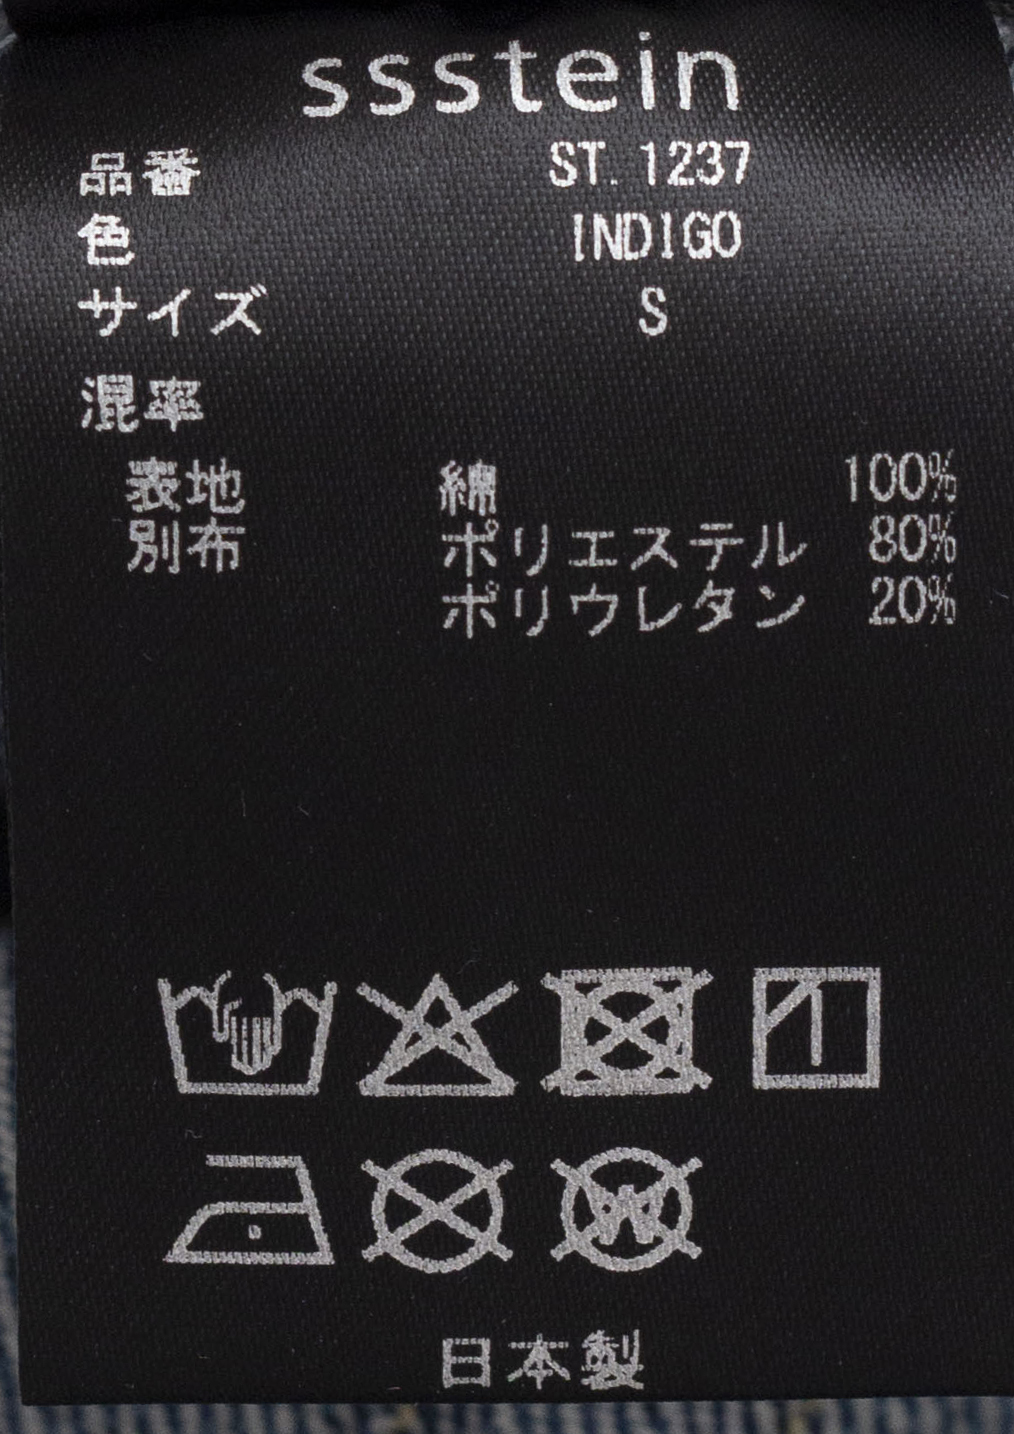 ssstein
品番 ST.1237
色 INDIGO
サイズ S
混率
表地 綿 100%
別布 ポリエステル 80%
ポリウレタン 20%
W
日本製